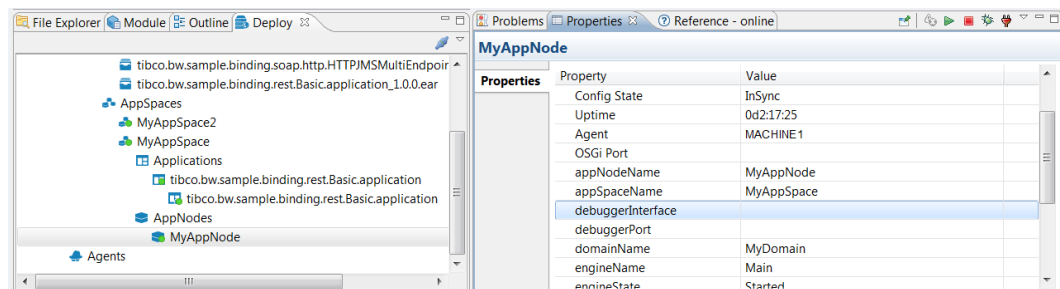 File Explorer Module Outline Deploy
tibco.bw.sample.binding.soap.http.HTTPJMSMultiEndpoir
tibco.bw.sample.binding.rest.Basic.application_1.0.0.ear
AppSpaces
MyAppSpace2
MyAppSpace
Applications
tibco.bw.sample.binding.rest.Basic.application
tibco.bw.sample.binding.rest.Basic.application
AppNodes
MyAppNode
Agents
Problems Properties Reference - online
MyAppNode
Properties
Property Value
Config State InSync
Uptime 0d2:17:25
Agent MACHINE1
OSGi Port
appNodeName MyAppNode
appSpaceName MyAppSpace
debuggerInterface
debuggerPort
domainName MyDomain
engineName Main
engineState Started